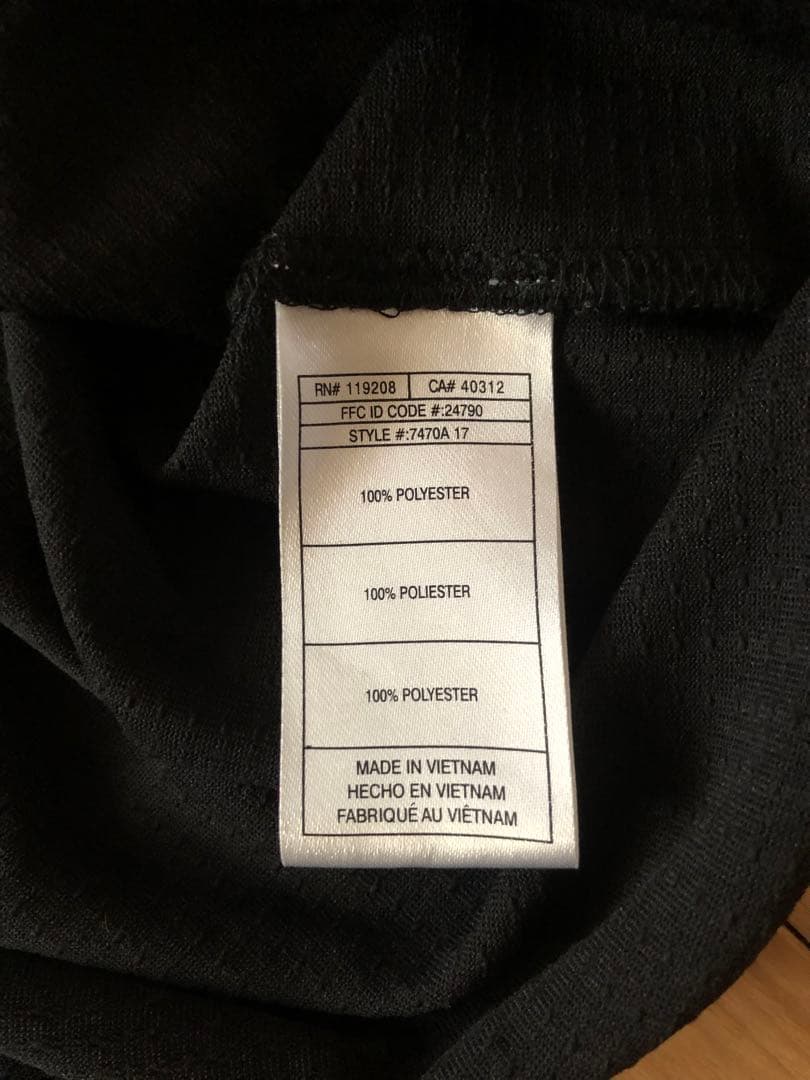 RN# 119208 CA# 40312
FFC ID CODE #:24790
STYLE #:7470A 17
100% POLYESTER
100% POLIESTER
100% POLYESTER
MADE IN VIETNAM
HECHO EN VIETNAM
FABRIQUÉ AU VIÊTNAM